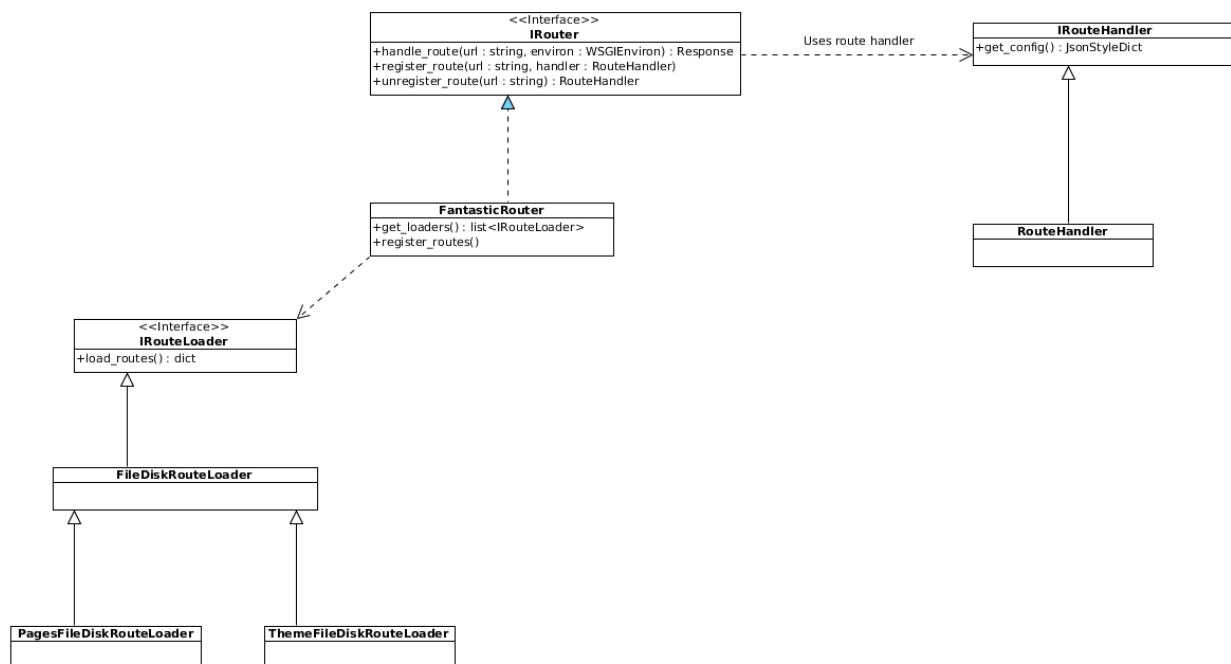 <<Interface>>
IRouter
+handle_route(url : string, environ : WSGIEnviron) : Response
+register_route(url : string, handler : RouteHandler)
+unregister_route(url : string) : RouteHandler
Uses route handler
IRouteHandler
+get_config() : JsonStyleDict
FantasticRouter
+get_loaders() : list<IRouteLoader>
+register_routes()
RouteHandler
<<Interface>>
IRouteLoader
+load_routes() : dict
FileDiskRouteLoader
PagesFileDiskRouteLoader
ThemeFileDiskRouteLoader